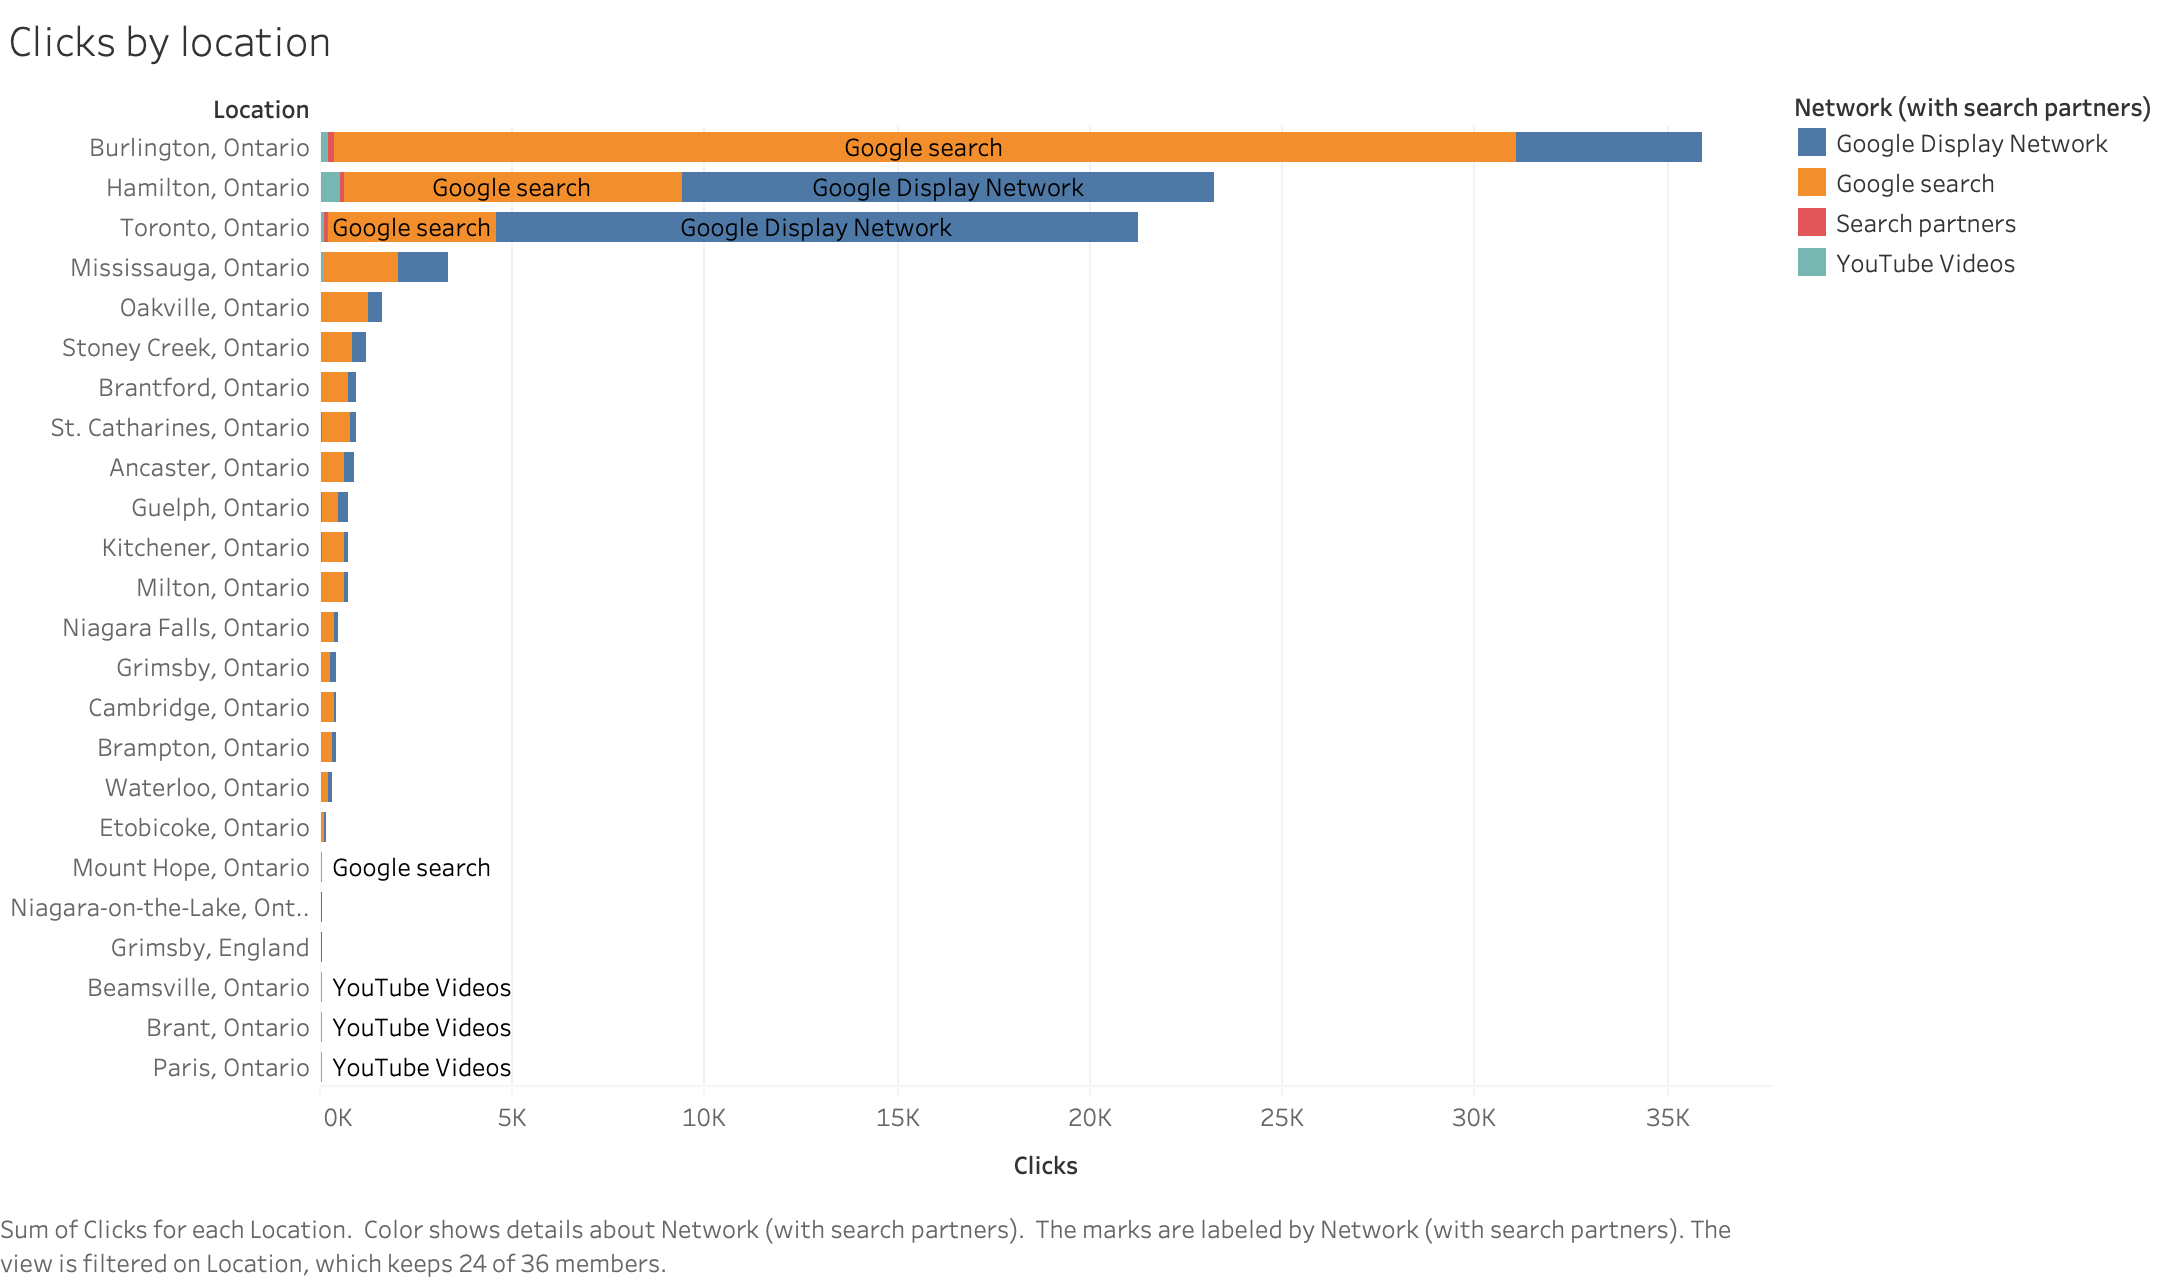 Clicks by location
Location
Network (with search partners)
Google Display Network
Google search
Search partners
YouTube Videos
Burlington, Ontario Google search
Hamilton, Ontario Google search Google Display Network
Toronto, Ontario Google search Google Display Network
Mississauga, Ontario
Oakville, Ontario
Stoney Creek, Ontario
Brantford, Ontario
St. Catharines, Ontario
Ancaster, Ontario
Guelph, Ontario
Kitchener, Ontario
Milton, Ontario
Niagara Falls, Ontario
Grimsby, Ontario
Cambridge, Ontario
Brampton, Ontario
Waterloo, Ontario
Etobicoke, Ontario
Mount Hope, Ontario Google search
Niagara-on-the-Lake, Ont..
Grimsby, England
Beamsville, Ontario YouTube Videos
Brant, Ontario YouTube Videos
Paris, Ontario YouTube Videos
0K 5K 10K 15K 20K 25K 30K 35K
Clicks
Sum of Clicks for each Location.  Color shows details about Network (with search partners).  The marks are labeled by Network (with search partners). The
view is filtered on Location, which keeps 24 of 36 members.